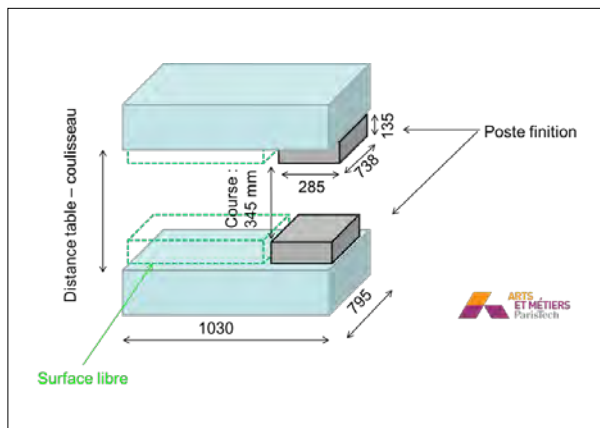 Distance table – coulisseau
135
Poste finition
738
285
Course :
345 mm
795
1030
ARTS
ET MÉTIERS
ParisTech
Surface libre